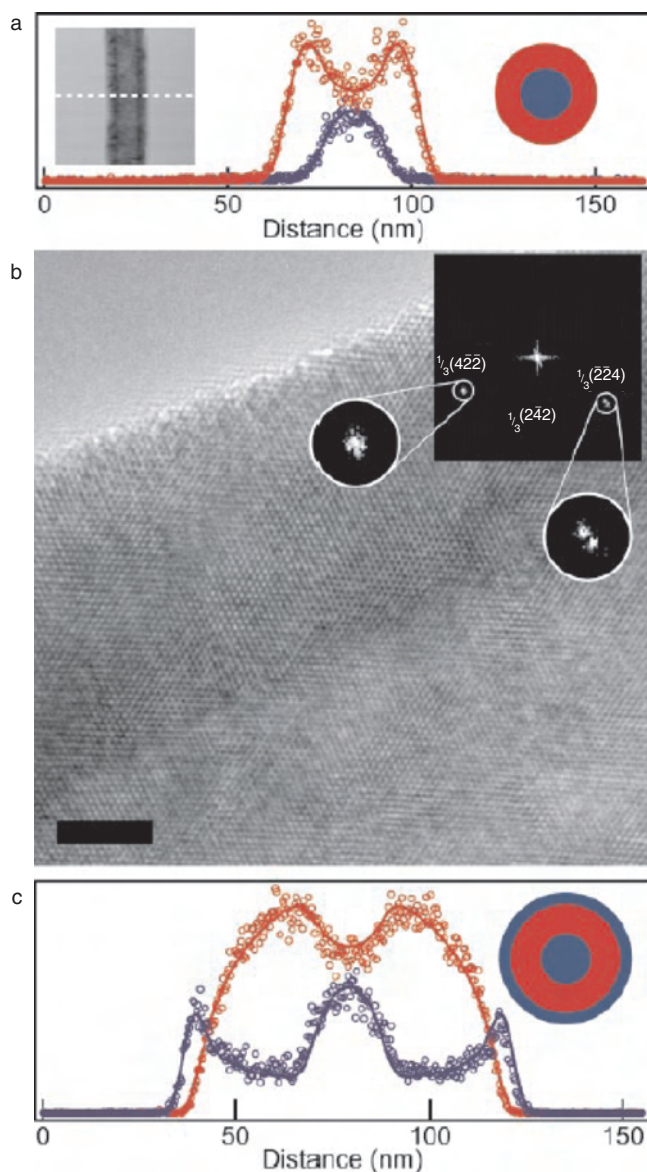 a
0 50 100 150
Distance (nm)
b
1/3(42̄2̄)
1/3(2̄2̄4)
1/3(24̄2)
c
0 50 100 150
Distance (nm)